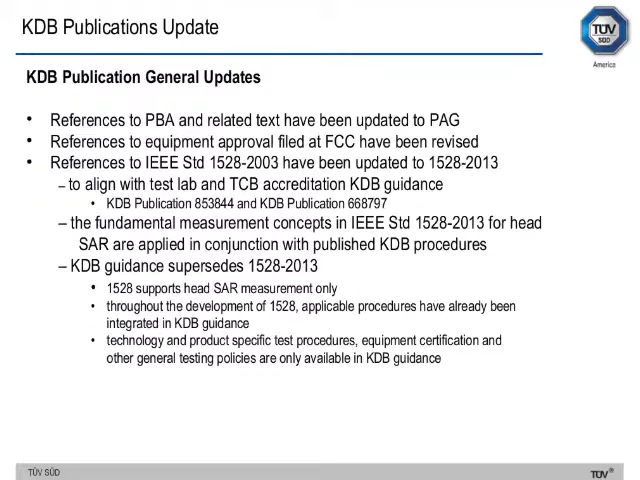 KDB Publications Update
TÜV
SÜD
America
KDB Publication General Updates
• References to PBA and related text have been updated to PAG
• References to equipment approval filed at FCC have been revised
• References to IEEE Std 1528-2003 have been updated to 1528-2013
– to align with test lab and TCB accreditation KDB guidance
• KDB Publication 853844 and KDB Publication 668797
– the fundamental measurement concepts in IEEE Std 1528-2013 for head
SAR are applied in conjunction with published KDB procedures
– KDB guidance supersedes 1528-2013
• 1528 supports head SAR measurement only
• throughout the development of 1528, applicable procedures have already been
integrated in KDB guidance
• technology and product specific test procedures, equipment certification and
other general testing policies are only available in KDB guidance
TÜV SÜD
TÜV®